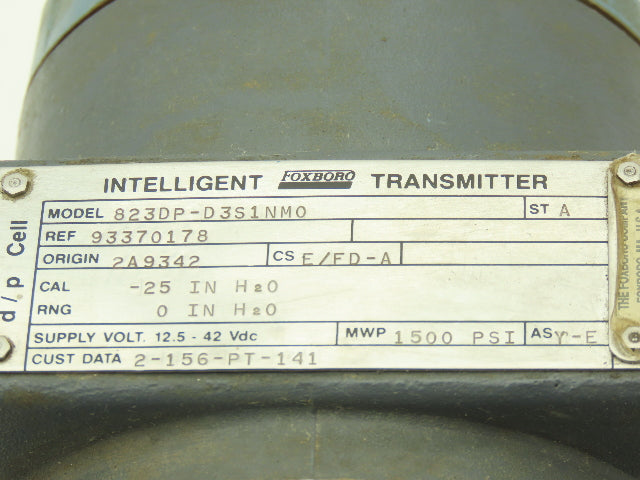 INTELLIGENT FOXBORO TRANSMITTER
MODEL 823DP-D3S1NM0 ST A
REF 93370178
ORIGIN 2A9342 CS E/FD-A
CAL -25 IN H2O
RNG 0 IN H2O
SUPPLY VOLT. 12.5 - 42 Vdc MWP 1500 PSI AS Y-E
CUST DATA 2-156-PT-141
d/p Cell
THE FOXBORO COMPANY